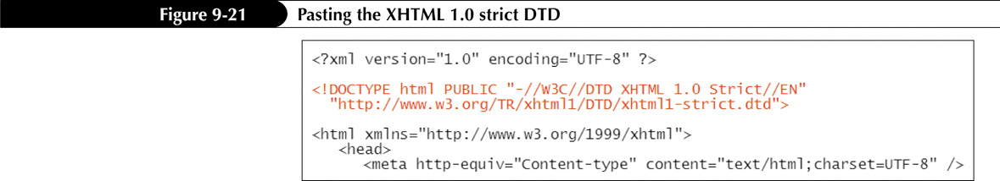 Figure 9-21 Pasting the XHTML 1.0 strict DTD
<?xml version="1.0" encoding="UTF-8" ?>
<!DOCTYPE html PUBLIC "-//W3C//DTD XHTML 1.0 Strict//EN"
"http://www.w3.org/TR/xhtml1/DTD/xhtml1-strict.dtd">
<html xmlns="http://www.w3.org/1999/xhtml">
<head>
<meta http-equiv="Content-type" content="text/html;charset=UTF-8" />